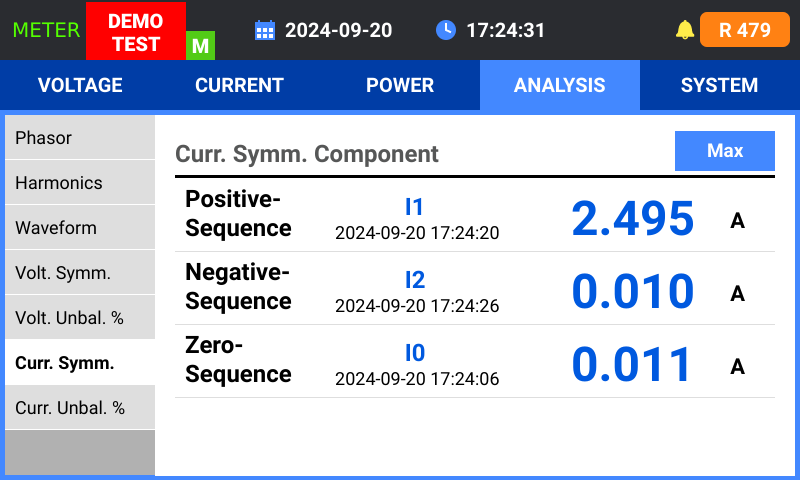 METER
DEMO
TEST
M
2024-09-20
17:24:31
R 479
VOLTAGE
CURRENT
POWER
ANALYSIS
SYSTEM
Phasor
Harmonics
Waveform
Volt. Symm.
Volt. Unbal. %
Curr. Symm.
Curr. Unbal. %
Curr. Symm. Component
Max
Positive-
Sequence
I1
2024-09-20 17:24:20
2.495 A
Negative-
Sequence
I2
2024-09-20 17:24:26
0.010 A
Zero-
Sequence
I0
2024-09-20 17:24:06
0.011 A